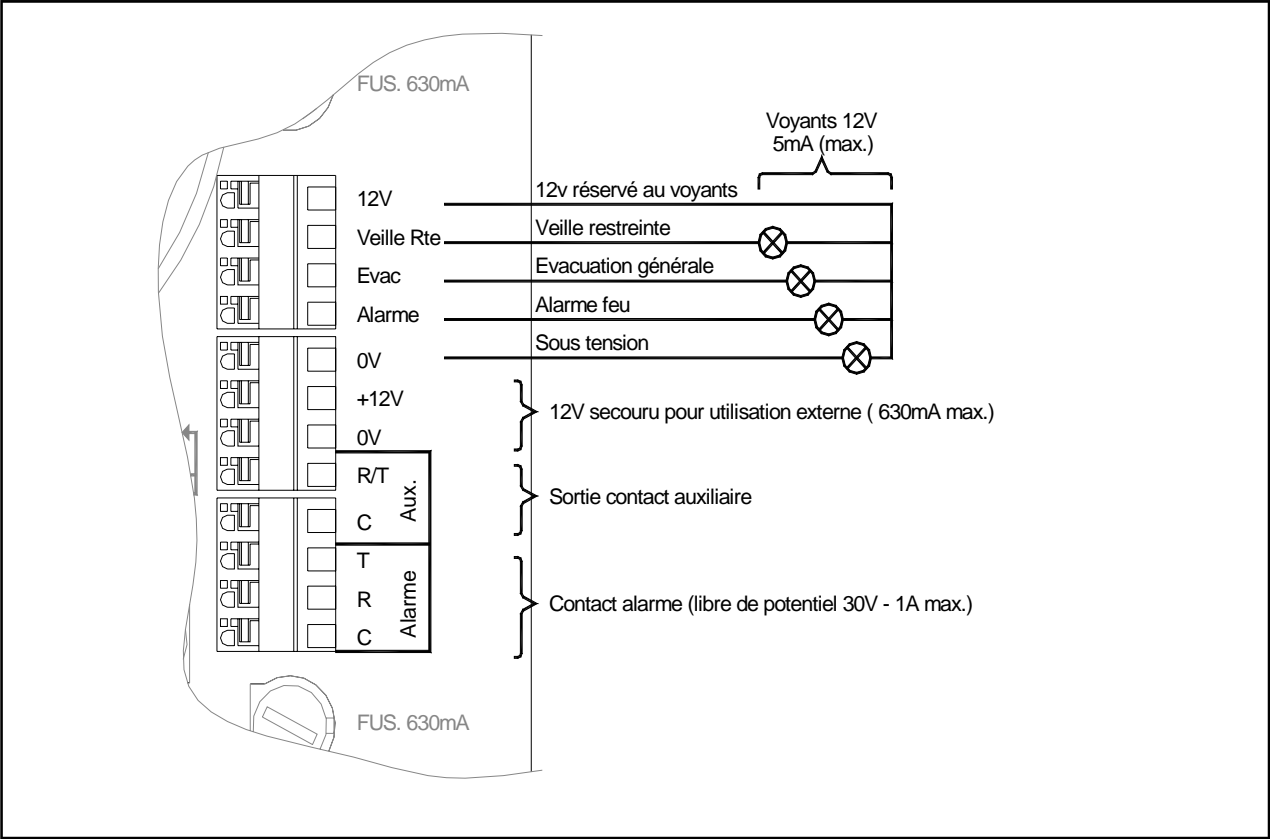 FUS. 630mA
Voyants 12V
5mA (max.)
12V
12v réservé au voyants
Veille Rte
Veille restreinte
Evac
Evacuation générale
Alarme
Alarme feu
0V
Sous tension
+12V
0V
12V secouru pour utilisation externe ( 630mA max.)
R/T
C
Aux.
Sortie contact auxiliaire
T
R
C
Alarme
Contact alarme (libre de potentiel 30V - 1A max.)
FUS. 630mA